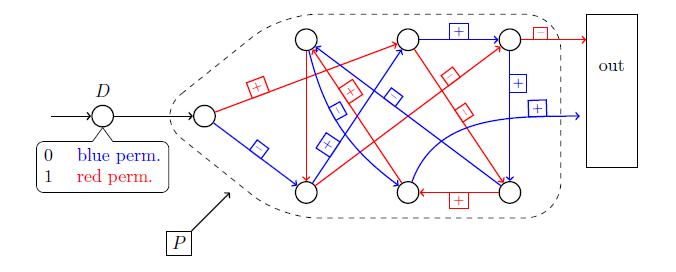 + −
D + − − + out
− + − +
0 blue perm. − +
1 red perm. +
P